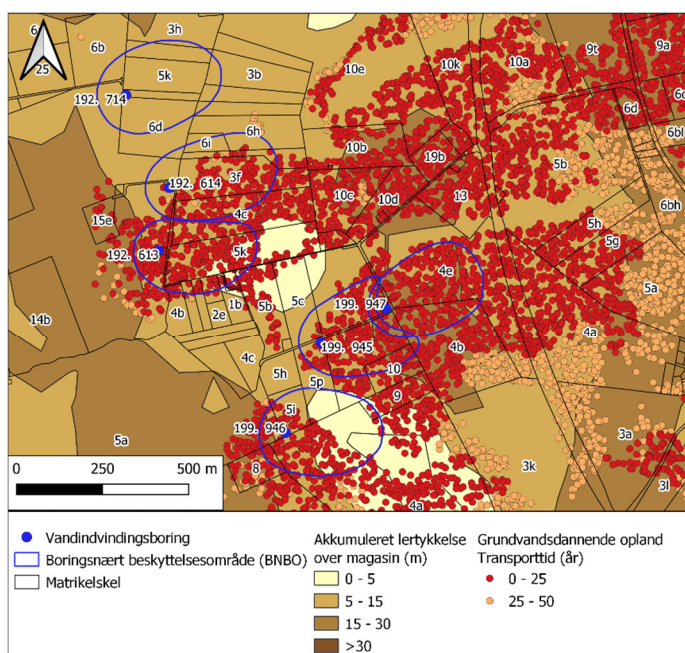 3h
6b
9t
9a
25
5k
3b
10e
10k
10a
192. 714
6d
6d
6h
6i
10b
19b
6bl
3f
5b
192. 614
10c
10d
13
6bh
4c
15e
5h
5k
5g
192. 613
4e
5a
1b
5b
5c
199. 947
14b
4b
2e
4a
199. 945
4b
4c
5h
10
5p
9
5i
199. 946
3a
5a
8
3k
3l
4a
0 250 500 m
Vandindvindingsboring
Boringsnært beskyttelsesområde (BNBO)
Matrikelskel
Akkumuleret lertykkelse
over magasin (m)
0 - 5
5 - 15
15 - 30
>30
Grundvandsdannende opland
Transporttid (år)
0 - 25
25 - 50